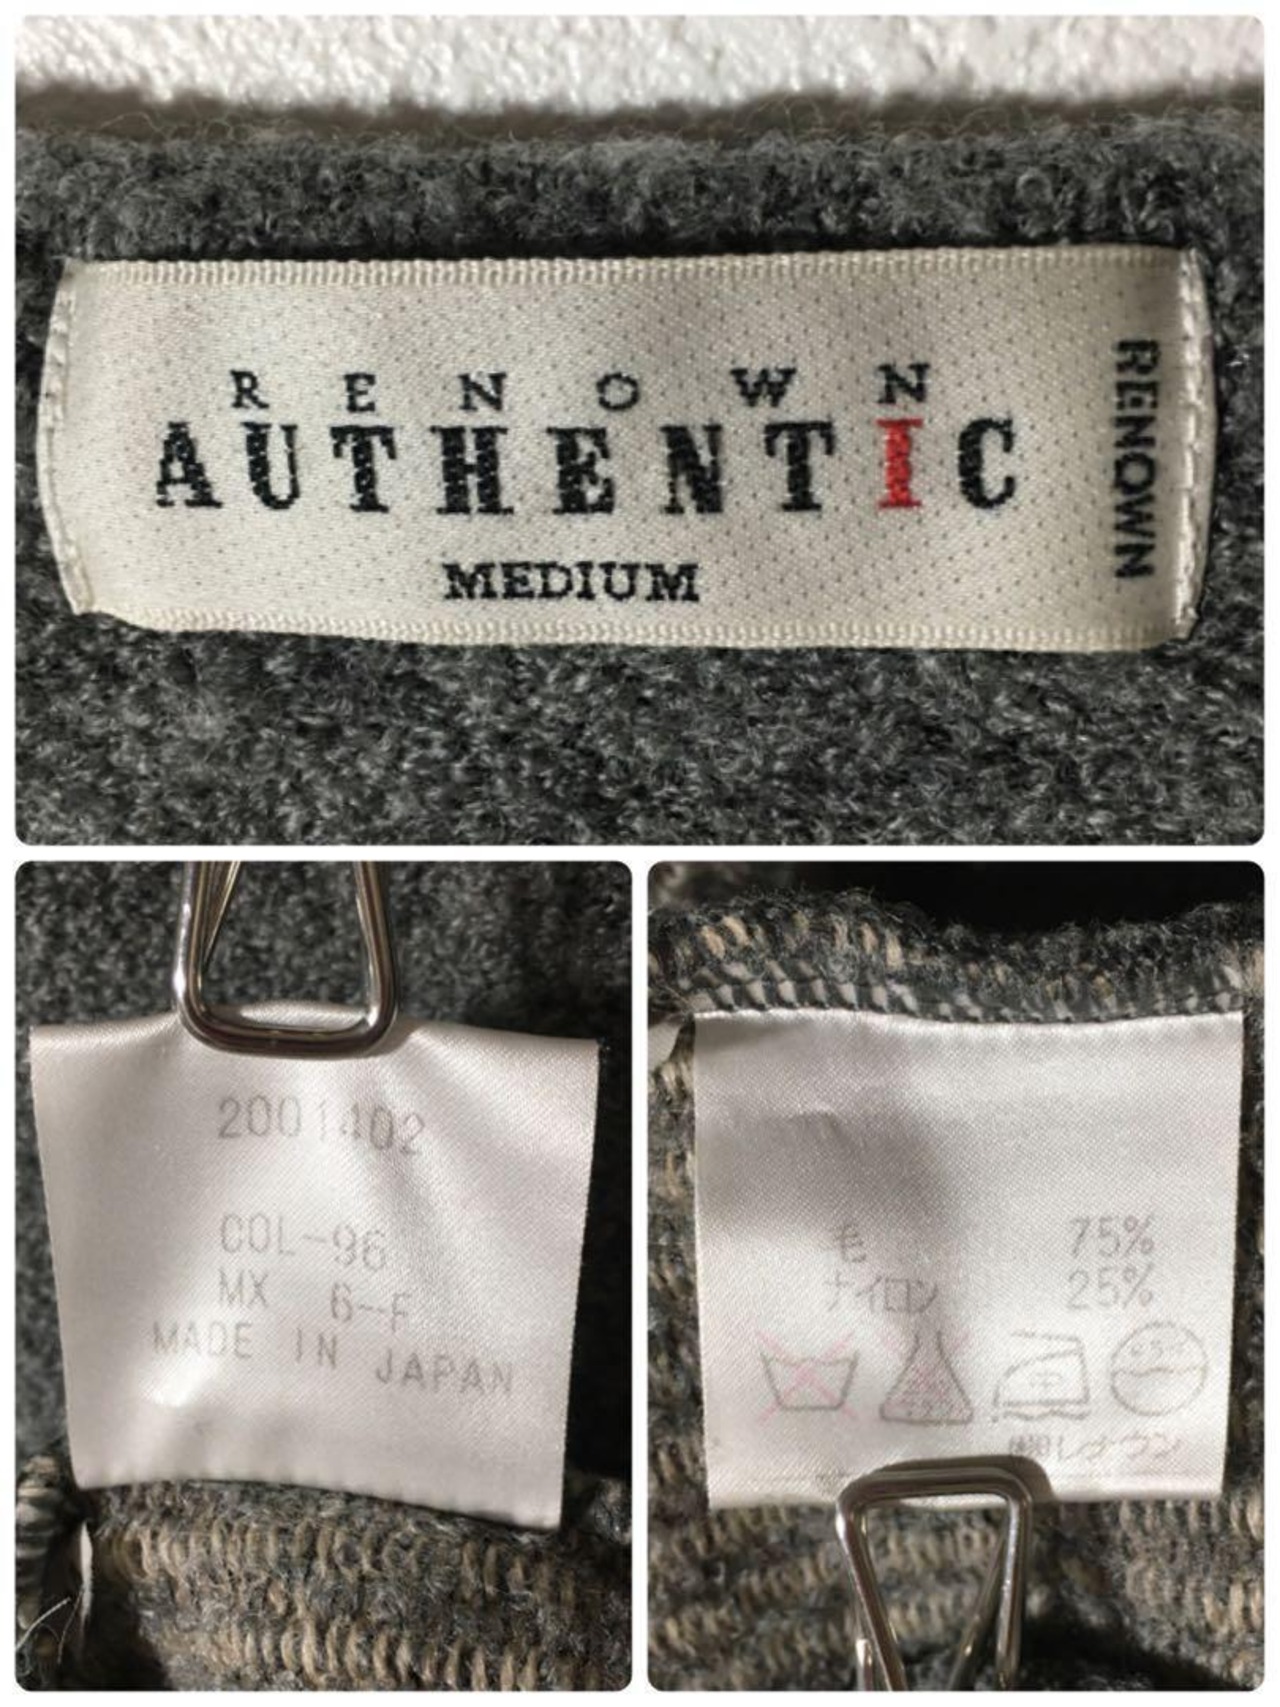 RENOWN
AUTHENTIC
MEDIUM
RENOWN
2001402
COL-96
MX 6-F
MADE IN JAPAN
毛 75%
ナイロン 25%
㈱レナウン